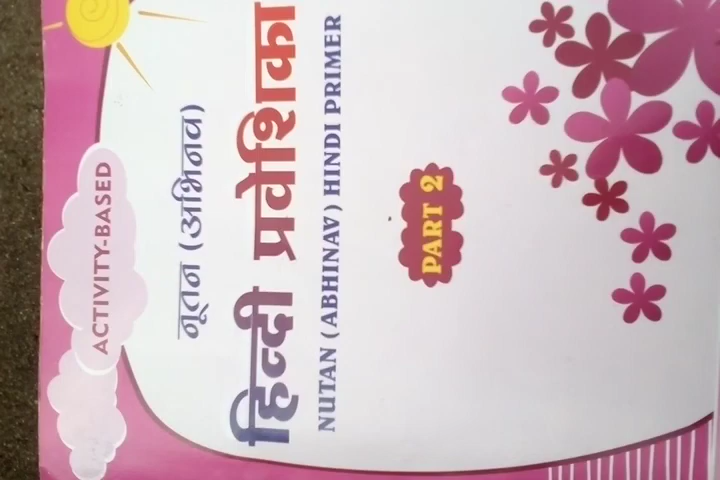 ACTIVITY-BASED
नूतन (अभिनव)
हिन्दी प्रवेशिका
NUTAN (ABHINAV) HINDI PRIMER
PART 2